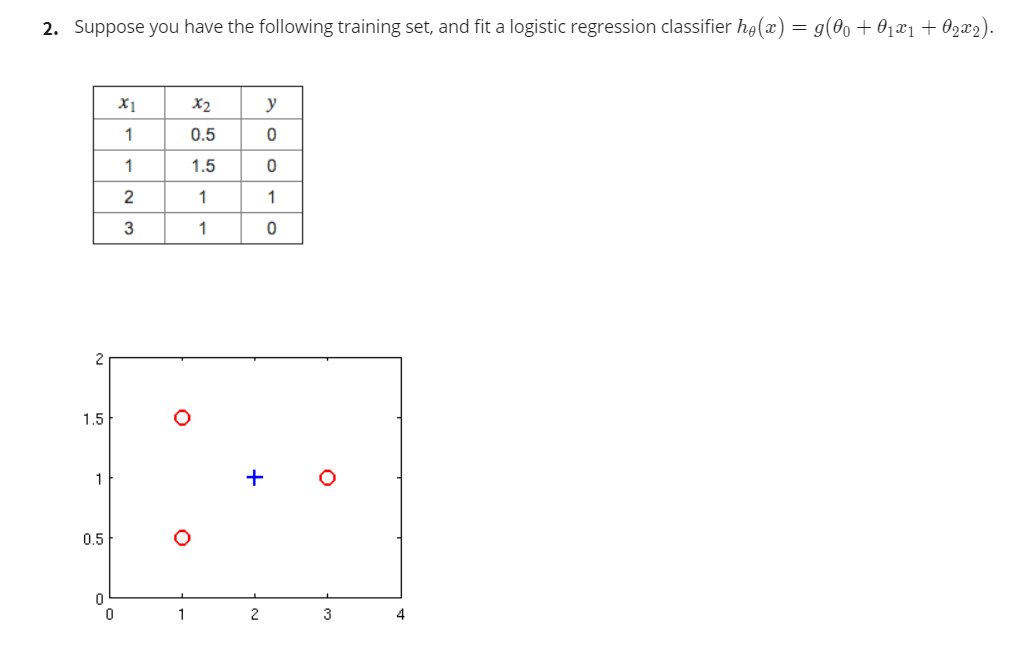 2. Suppose you have the following training set, and fit a logistic regression classifier hθ(x) = g(θ0 + θ1x1 + θ2x2).
x1 x2 y
1 0.5 0
1 1.5 0
2 1 1
3 1 0
2
1.5
1
0.5
0
0 1 2 3 4